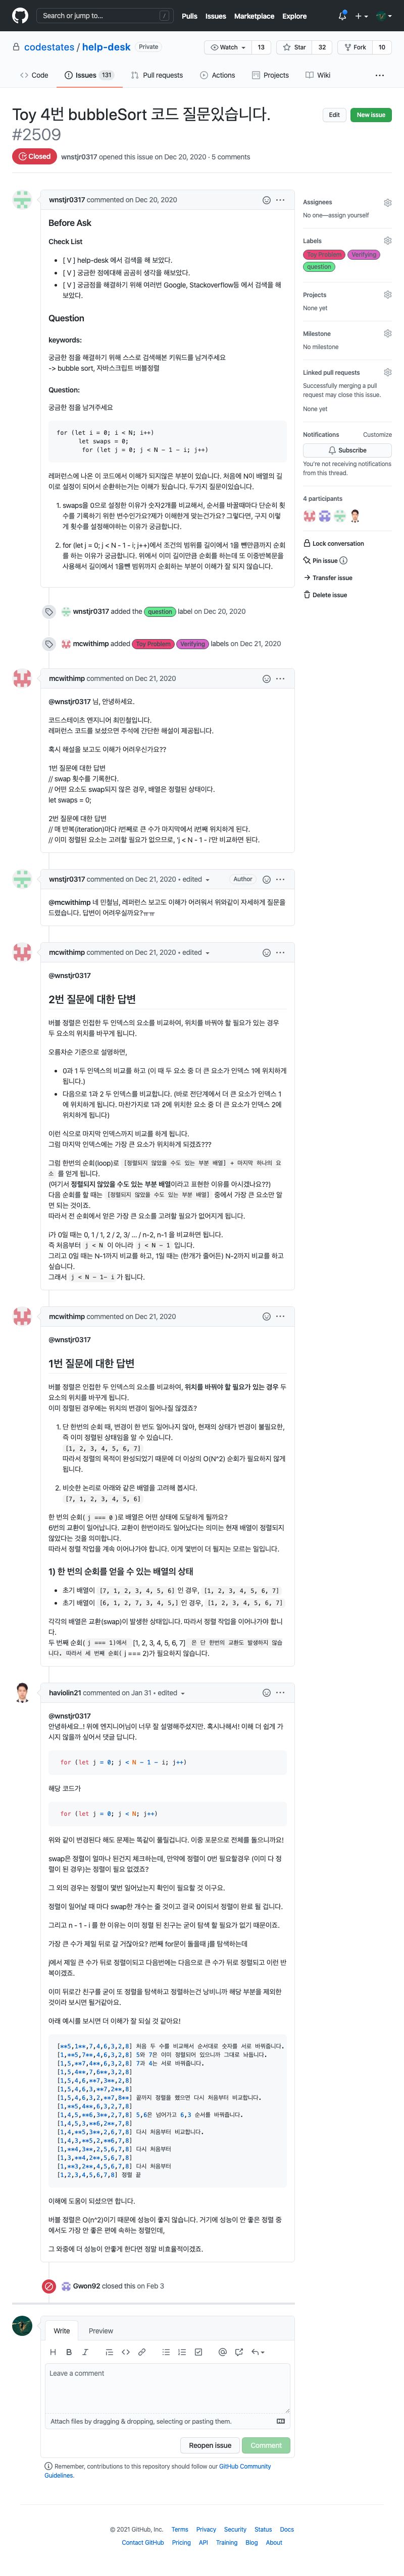 Search or jump to...
/
Pulls Issues Marketplace Explore
codestates / help-desk Private
Watch 13 Star 32 Fork 10
Code Issues 131 Pull requests Actions Projects Wiki
Toy 4번 bubbleSort 코드 질문있습니다.
#2509
Edit New issue
Closed wnstjr0317 opened this issue on Dec 20, 2020 · 5 comments
wnstjr0317 commented on Dec 20, 2020
Before Ask
Check List
[ V ] help-desk 에서 검색을 해 보았다.
[ V ] 궁금한 점에대해 곰곰히 생각을 해보았다.
[ V ] 궁금점을 해결하기 위해 여러번 Google, Stackoverflow등 에서 검색을 해
보았다.
Question
keywords:
궁금한 점을 해결하기 위해 스스로 검색해본 키워드를 남겨주세요
-> bubble sort, 자바스크립트 버블정렬
Question:
궁금한 점을 남겨주세요
for (let i = 0; i < N; i++)
let swaps = 0;
for (let j = 0; j < N - 1 - i; j++)
레퍼런스에 나온 이 코드에서 이해가 되지않은 부분이 있습니다. 처음에 N이 배열의 길
이로 설정이 되어서 순환하는거는 이해가 됬습니다. 두가지 질문이있습니다.
1. swaps을 0으로 설정한 이유가 숫자2개를 비교해서, 순서를 바꿀때마다 단순히 횟
수를 기록하기 위한 변수인가요?제가 이해한게 맞는건가요? 그렇다면, 구지 이렇
게 횟수를 설정해야하는 이유가 궁금합니다.
2. for (let j = 0; j < N - 1 - i; j++)에서 조건의 범위를 길이에서 1을 뺀만큼까지 순회
를 하는 이유가 궁금합니다. 위에서 이미 길이만큼 순회를 하는데 또 이중반복문을
사용해서 길이에서 1을뺀 범위까지 순회하는 부분이 이해가 잘 되지 않습니다.
wnstjr0317 added the question label on Dec 20, 2020
mcwithimp added Toy Problem Verifying labels on Dec 21, 2020
mcwithimp commented on Dec 21, 2020
@wnstjr0317 님, 안녕하세요.
코드스테이츠 엔지니어 최민철입니다.
레퍼런스 코드를 보셨으면 주석에 간단한 해설이 제공됩니다.
혹시 해설을 보고도 이해가 어려우신가요??
1번 질문에 대한 답변
// swap 횟수를 기록한다.
// 어떤 요소도 swap되지 않은 경우, 배열은 정렬된 상태이다.
let swaps = 0;
2번 질문에 대한 답변
// 매 반복(iteration)마다 i번째로 큰 수가 마지막에서 i번째 위치하게 된다.
// 이미 정렬된 요소는 고려할 필요가 없으므로, 'j < N - 1 - i'만 비교하면 된다.
wnstjr0317 commented on Dec 21, 2020 • edited
Author
@mcwithimp 네 민철님, 레퍼런스 보고도 이해가 어려워서 위와같이 자세하게 질문을
드렸습니다. 답변이 어려우실까요?ㅠㅠ
mcwithimp commented on Dec 21, 2020 • edited
@wnstjr0317
2번 질문에 대한 답변
버블 정렬은 인접한 두 인덱스의 요소를 비교하여, 위치를 바꿔야 할 필요가 있는 경우
두 요소의 위치를 바꾸게 됩니다.
오름차순 기준으로 설명하면,
0과 1 두 인덱스의 비교를 하고 (이 때 두 요소 중 더 큰 요소가 인덱스 1에 위치하게
됩니다.)
다음으로 1과 2 두 인덱스를 비교합니다. (바로 전단계에서 더 큰 요소가 인덱스 1
에 위치하게 됩니다. 마찬가지로 1과 2에 위치한 요소 중 더 큰 요소가 인덱스 2에
위치하게 됩니다)
이런 식으로 마지막 인덱스까지 비교를 하게 됩니다.
그럼 마지막 인덱스에는 가장 큰 요소가 위치하게 되겠죠???
그럼 한번의 순회(loop)로 [정렬되지 않았을 수도 있는 부분 배열] + 마지막 하나의 요
소 를 얻게 됩니다.
(여기서 정렬되지 않았을 수도 있는 부분 배열이라고 표현한 이유를 아시겠나요??)
다음 순회를 할 때는 [정렬되지 않았을 수도 있는 부분 배열] 중에서 가장 큰 요소만 알
면 되는 것이죠.
따라서 전 순회에서 얻은 가장 큰 요소를 고려할 필요가 없어지게 됩니다.
i가 0일 때는 0, 1 / 1, 2 / 2, 3/ ... / n-2, n-1 을 비교하면 됩니다.
즉 처음부터 j < N 이 아니라 j < N - 1 입니다.
그리고 0일 때는 N-1까지 비교를 하고, 1일 때는 (한개가 줄어든) N-2까지 비교를 하고
싶습니다.
그래서 j < N - 1- i 가 됩니다.
mcwithimp commented on Dec 21, 2020
@wnstjr0317
1번 질문에 대한 답변
버블 정렬은 인접한 두 인덱스의 요소를 비교하여, 위치를 바꿔야 할 필요가 있는 경우 두
요소의 위치를 바꾸게 됩니다.
이미 정렬된 경우에는 위치의 변경이 일어나질 않겠죠?
1. 단 한번의 순회 때, 변경이 한 번도 일어나지 않아, 현재의 상태가 변경이 불필요한,
즉 이미 정렬된 상태임을 알 수 있습니다.
[1, 2, 3, 4, 5, 6, 7]
따라서 정렬의 목적이 완성되었기 때문에 더 이상의 O(N^2) 순회가 필요하지 않게
됩니다.
2. 비슷한 논리로 아래와 같은 배열을 고려해 봅시다.
[7, 1, 2, 3, 4, 5, 6]
한 번의 순회( j === 0 )로 배열은 어떤 상태에 도달하게 될까요?
6번의 교환이 일어납니다. 교환이 한번이라도 일어났다는 의미는 현재 배열이 정렬되지
않았다는 것을 의미합니다.
따라서 정렬 작업을 계속 이어나가야 합니다. 이게 몇번이 더 될지는 모르는 일입니다.
1) 한 번의 순회를 얻을 수 있는 배열의 상태
초기 배열이 [7, 1, 2, 3, 4, 5, 6] 인 경우, [1, 2, 3, 4, 5, 6, 7]
초기 배열이 [6, 1, 2, 7, 3, 4, 5,] 인 경우, [1, 2, 3, 4, 5, 6, 7]
각각의 배열은 교환(swap)이 발생한 상태입니다. 따라서 정렬 작업을 이어나가야 합니
다.
두 번째 순회( j === 1)에서 [1, 2, 3, 4, 5, 6, 7] 은 단 한번의 교환도 발생하지 않습
니다. 따라서 세 번째 순회( j === 2)가 필요하지 않습니다.
haviolin21 commented on Jan 31 • edited
@wnstjr0317
안녕하세요..! 위에 엔지니어님이 너무 잘 설명해주셨지만. 혹시나해서! 이해 더 쉽게 가
시지 않을까 싶어서 댓글 답니다.
for (let j = 0; j < N - 1 - i; j++)
해당 코드가
for (let j = 0; j < N; j++)
위와 같이 변경된다 해도 문제는 똑같이 풀릴겁니다. 이중 포문으로 전체를 돌으니까요!
swap은 정렬이 얼마나 된건지 체크하는데, 만약에 정렬이 0번 필요할경우 (이미 다 정
렬이 된 경우)는 정렬이 필요 없겠죠?
그 외의 경우는 정렬이 몇번 일어났는지 확인이 필요할 것 이구요.
정렬이 일어날 때 마다 swap한 개수는 줄 것이고 결국 0이되서 정렬이 완료 될 겁니다.
그리고 n - 1 - i 를 한 이유는 이미 정렬 된 친구는 굳이 탐색 할 필요가 없기 때문이죠.
가장 큰 수가 제일 뒤로 갈 거잖아요? i번째 for문이 돌을때 j를 탐색하는데
j에서 제일 큰 수가 뒤로 정렬이되고 다음번에는 다음으로 큰 수가 뒤로 정렬되고 이런 반
복이겠죠.
이미 뒤로간 친구를 굳이 또 정렬을 탐색하고 정렬하는건 낭비니까 해당 부분을 제외한
것이라 보시면 될거같아요.
아래 예시를 보시면 더 이해가 잘 되실 것 같아요!
[**5,1**,7,4,6,3,2,8] 처음 두 수를 비교해서 순서대로 숫자를 서로 바꿔줍니다.
[1,**5,7**,4,6,3,2,8] 5와 7은 이미 정렬되어 있으니까 그대로 놔둡니다.
[1,5,**7,4**,6,3,2,8] 7과 4는 서로 바꿔줍니다.
[1,5,4**,7,6**,3,2,8]
[1,5,4,6,**7,3**,2,8]
[1,5,4,6,3,**7,2**,8]
[1,5,4,6,3,2,**7,8**] 끝까지 정렬을 했으면 다시 처음부터 비교합니다.
[1,**5,4**,6,3,2,7,8]
[1,4,5,**6,3**,2,7,8] 5,6은 넘어가고 6,3 순서를 바꿔줍니다.
[1,4,5,3,**6,2**,7,8]
[1,4,**5,3**,2,6,7,8] 다시 처음부터 비교합니다.
[1,4,3,**5,2,**6,7,8]
[1,**4,3**,2,5,6,7,8] 다시 처음부터
[1,3,**4,2**,5,6,7,8]
[1,**3,2**,4,5,6,7,8] 다시 처음부터
[1,2,3,4,5,6,7,8] 정렬 끝
이해에 도움이 되셨으면 합니다.
버블 정렬은 O(n^2)이기 때문에 성능이 좋지 않습니다. 거기에 성능이 안 좋은 정렬 중
에서도 가장 안 좋은 편에 속하는 정렬인데,
그 와중에 더 성능이 안좋게 한다면 정말 비효율적이겠죠.
Gwon92 closed this on Feb 3
Write Preview
Leave a comment
Attach files by dragging & dropping, selecting or pasting them.
Reopen issue Comment
Remember, contributions to this repository should follow our GitHub Community
Guidelines.
Assignees
No one—assign yourself
Labels
Toy Problem Verifying
question
Projects
None yet
Milestone
No milestone
Linked pull requests
Successfully merging a pull
request may close this issue.
None yet
Notifications Customize
Subscribe
You're not receiving notifications
from this thread.
4 participants
Lock conversation
Pin issue
Transfer issue
Delete issue
© 2021 GitHub, Inc. Terms Privacy Security Status Docs
Contact GitHub Pricing API Training Blog About